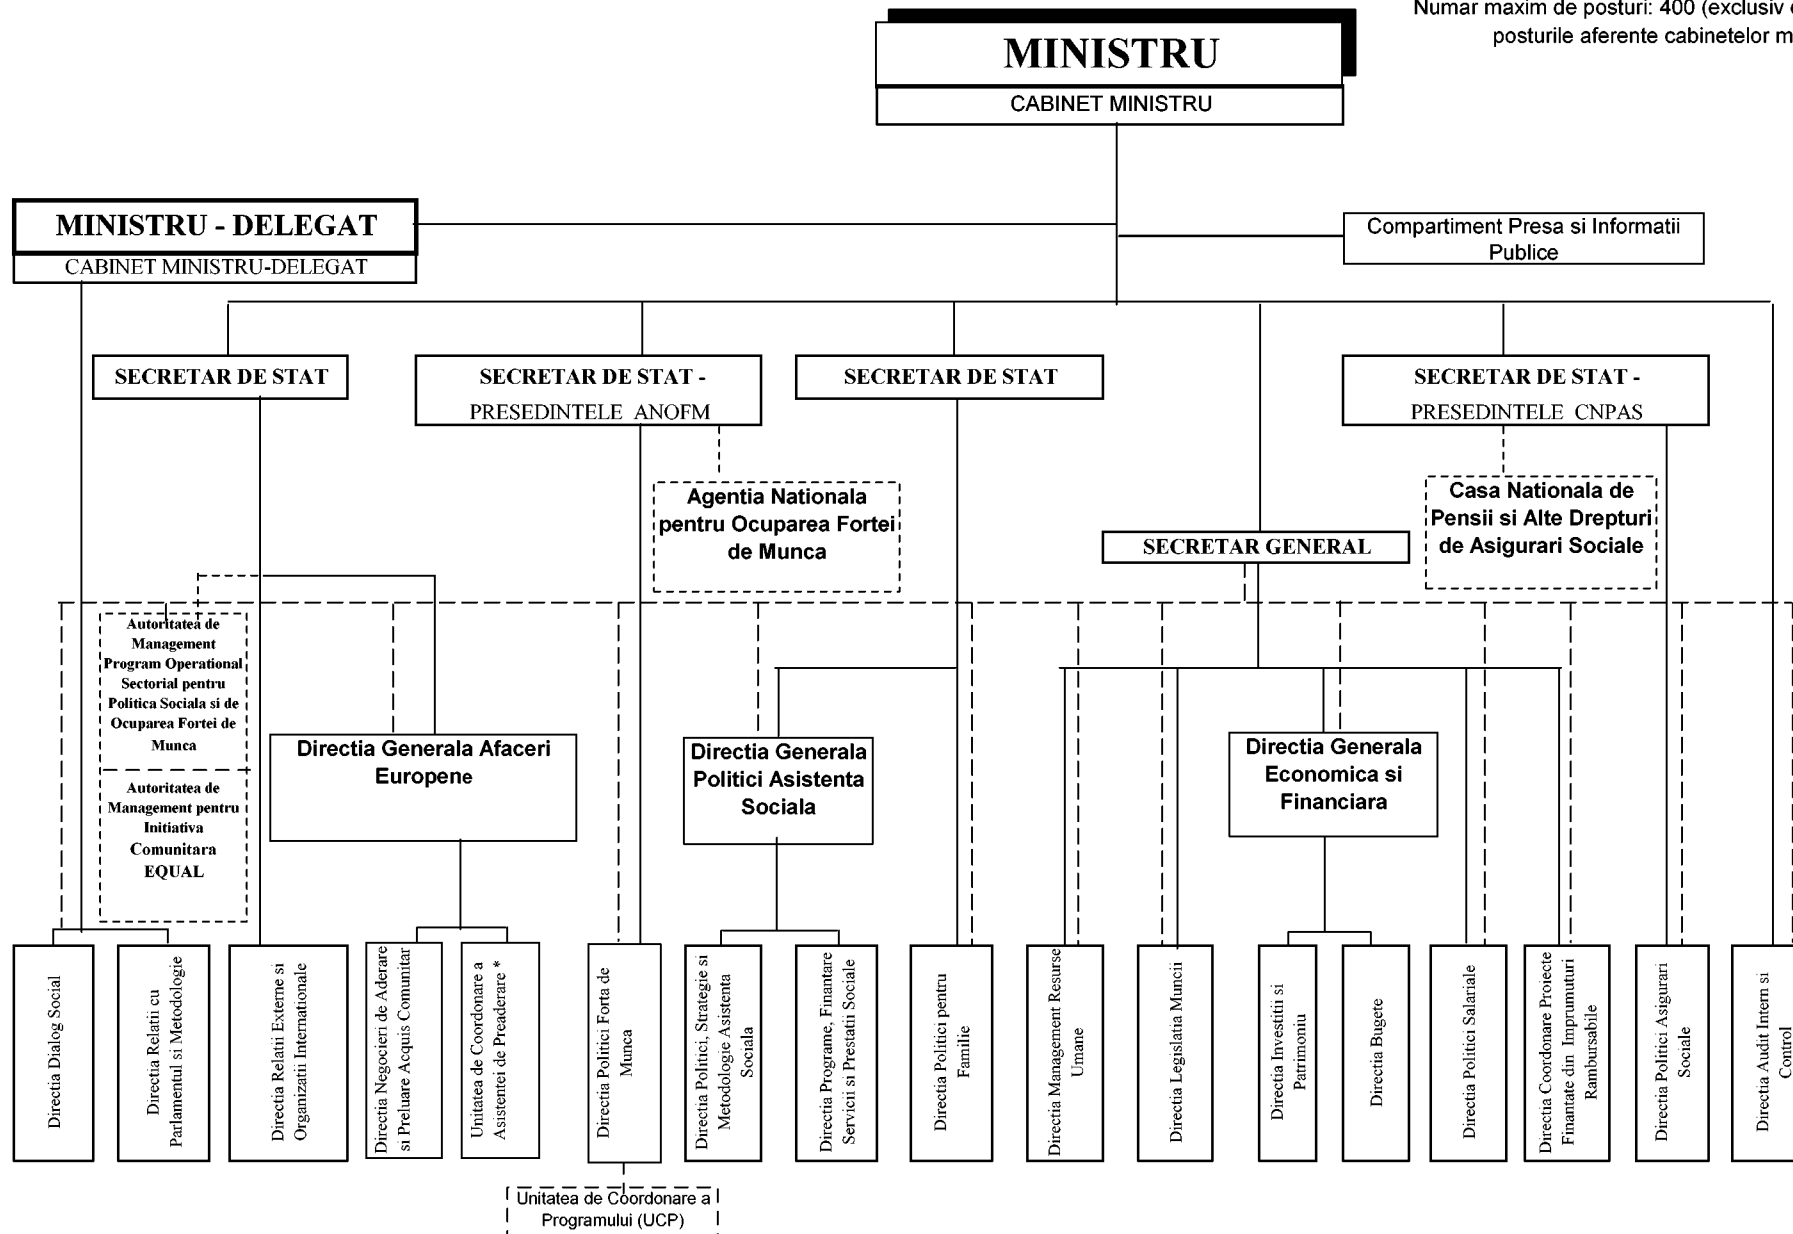 Numar maxim de posturi: 400 (exclusiv
posturile aferente cabinetelor
MINISTRU
CABINET MINISTRU
MINISTRU - DELEGAT
CABINET MINISTRU-DELEGAT
Compartiment Presa si Informatii
Publice
SECRETAR DE STAT
SECRETAR DE STAT -
PRESEDINTELE ANOFM
SECRETAR DE STAT
SECRETAR DE STAT -
PRESEDINTELE CNPAS
Agentia Nationala
pentru Ocuparea Fortei
de Munca
Casa Nationala de
Pensii si Alte Drepturi
de Asigurari Sociale
SECRETAR GENERAL
Autoritatea de
Management
Program Operational
Sectorial pentru
Politica Sociala si de
Ocuparea Fortei de
Munca
Autoritatea de
Management pentru
Initiativa
Comunitara
EQUAL
Directia Generala Afaceri
Europene
Directia Generala
Politici Asistenta
Sociala
Directia Generala
Economica si
Financiara
Directia Dialog Social
Directia Relatii cu
Parlamentul si Metodologie
Directia Relatii Externe si
Organizatii Internationale
Directia Negocieri de Aderare
si Preluare Acquis Comunitar
Unitatea de Coordonare a
Asistentei de Preaderare *
Directia Politici Forta de
Munca
Directia Politici, Strategie si
Metodologie Asistenta
Sociala
Directia Programe, Finantare
Servicii si Prestatii Sociale
Directia Politici pentru
Familie
Directia Management Resurse
Umane
Directia Legislatia Muncii
Directia Investitii si
Patrimoniu
Directia Bugete
Directia Politici Salariale
Directia Coordonare Proiecte
Finantate din Imprumuturi
Rambursabile
Directia Politici Asigurari
Sociale
Directia Audit Intern si
Control
Unitatea de Coordonare a
Programului (UCP)